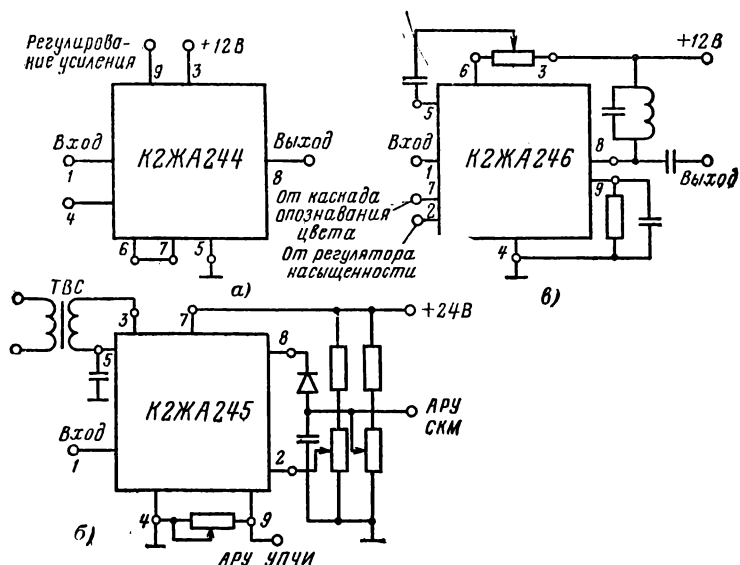 Регулирова-
ние усиления
+12В
9
3
Вход
1
4
К2ЖА244
Выход
8
6
7
5
а)
+12В
6
3
5
Вход
1
7
2
К2ЖА246
8
Выход
9
От каскада
опознавания
цвета
От регулятора
насыщенности
4
в)
ТВС
3
7
+24В
5
8
К2ЖА245
АРУ
СКМ
Вход
1
2
4
9
б)
АРУ УПЧИ